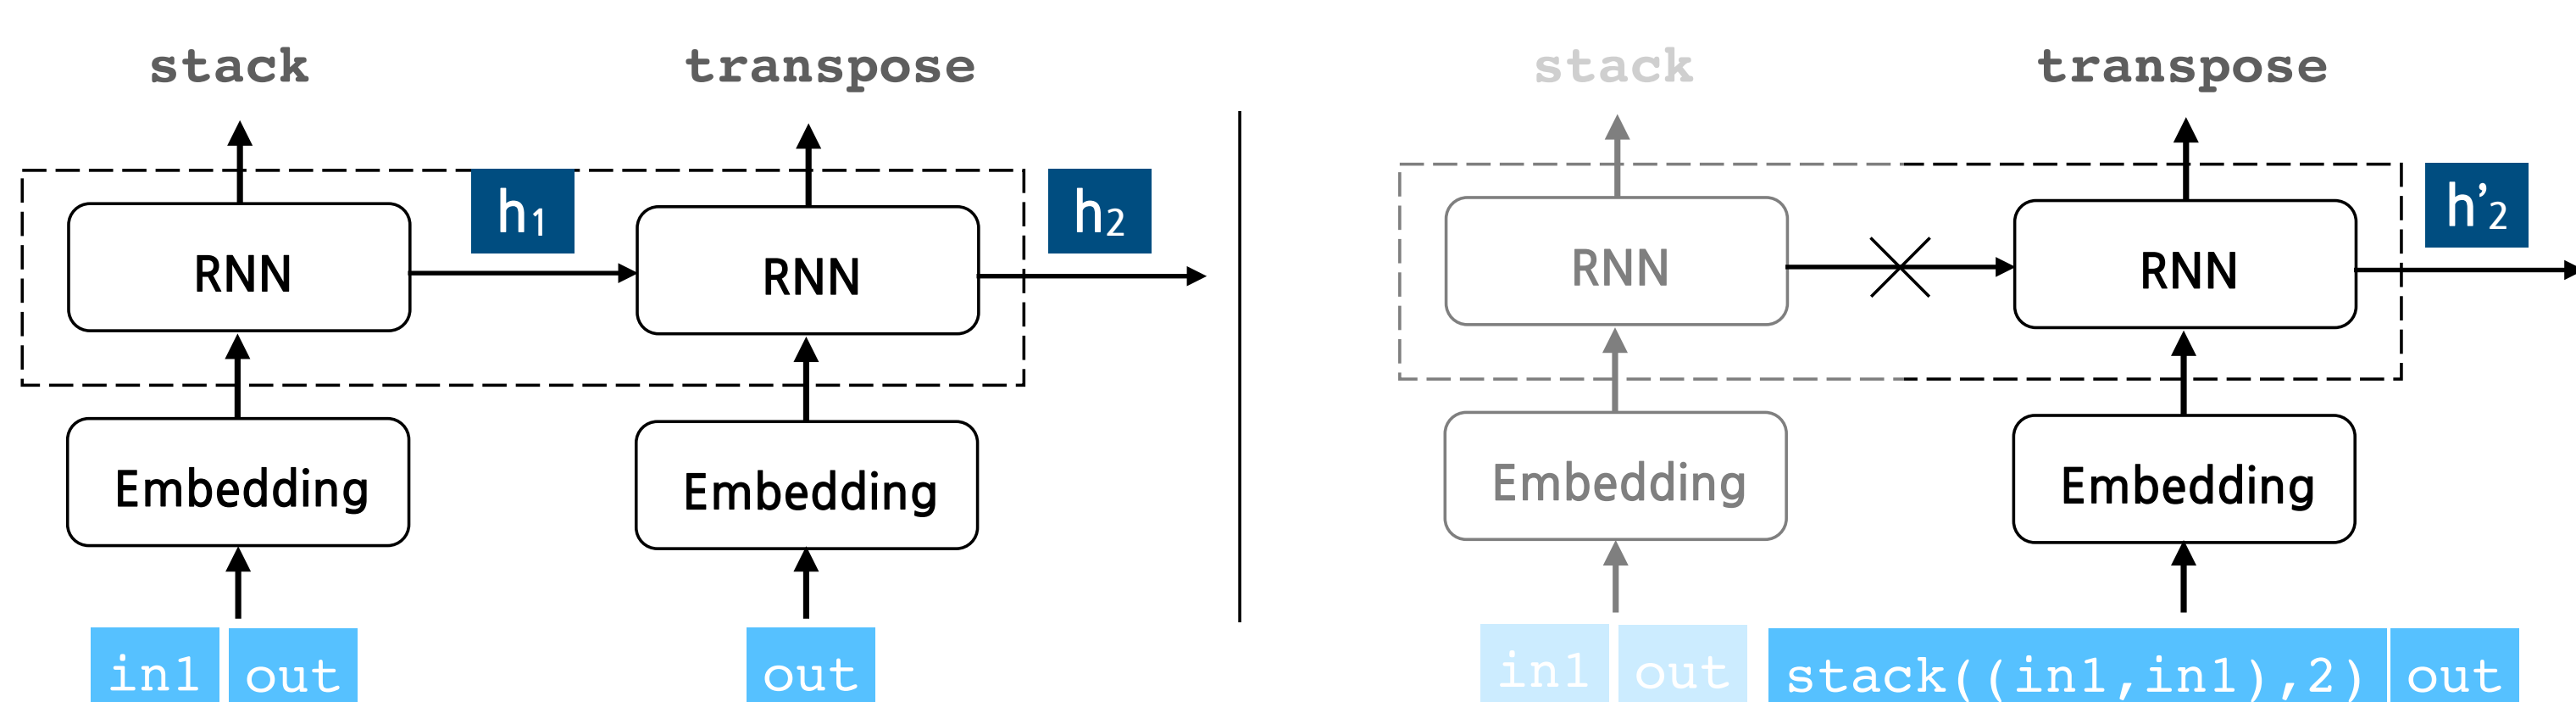 stack transpose
RNN h1 RNN h2
Embedding Embedding
in1 out out
stack transpose
RNN RNN h’2
Embedding Embedding
in1 out stack((in1,in1),2) out